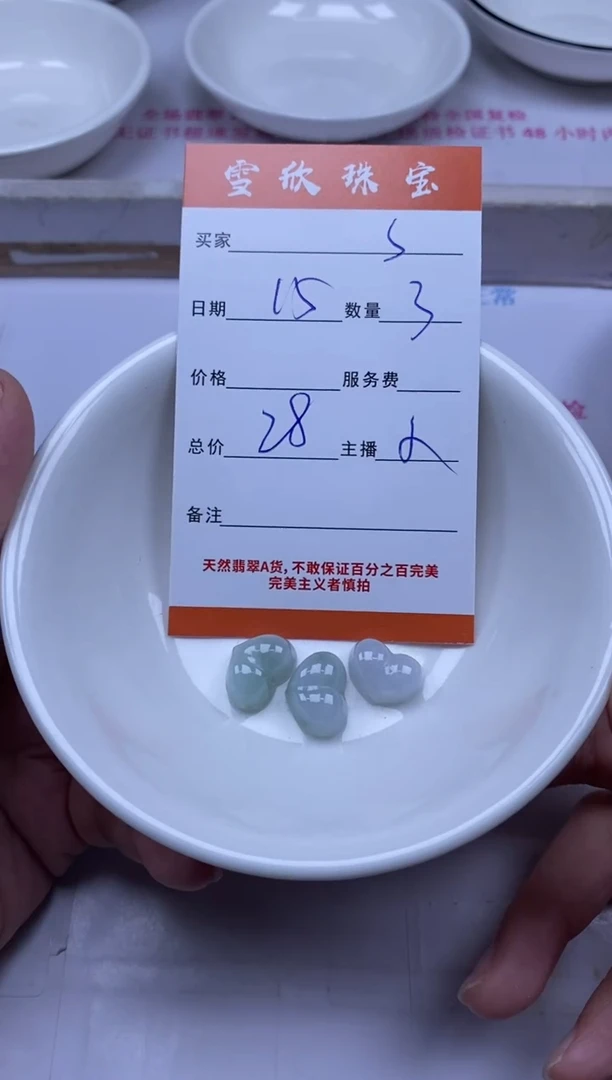 雪欣珠宝
买家 S
日期 15 数量 3
价格 服务费
总价 28 主播
备注
天然翡翠A货,不敢保证百分之百完美
完美主义者慎拍